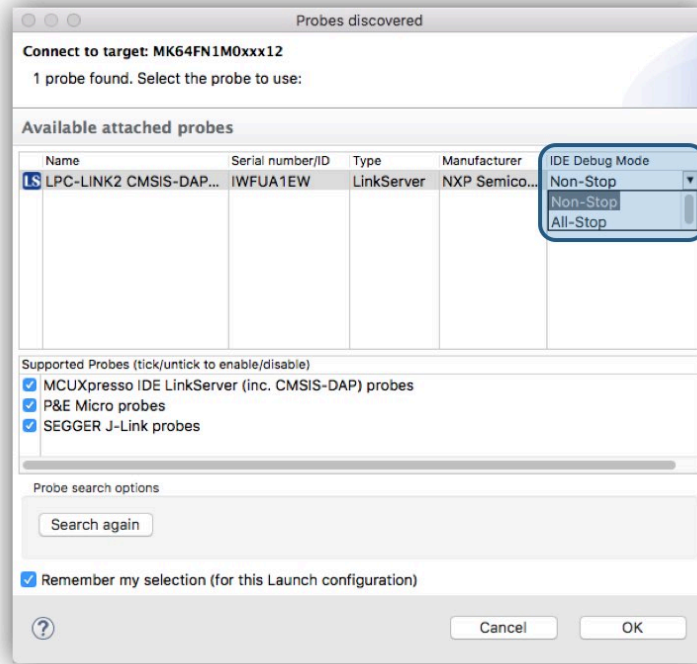 Probes discovered
Connect to target: MK64FN1M0xxx12
1 probe found. Select the probe to use:
Available attached probes
Name Serial number/ID Type Manufacturer IDE Debug Mode
LS LPC-LINK2 CMSIS-DAP... IWFUA1EW LinkServer NXP Semico... Non-Stop
Non-Stop
All-Stop
Supported Probes (tick/untick to enable/disable)
MCUXpresso IDE LinkServer (inc. CMSIS-DAP) probes
P&E Micro probes
SEGGER J-Link probes
Probe search options
Search again
Remember my selection (for this Launch configuration)
? Cancel OK